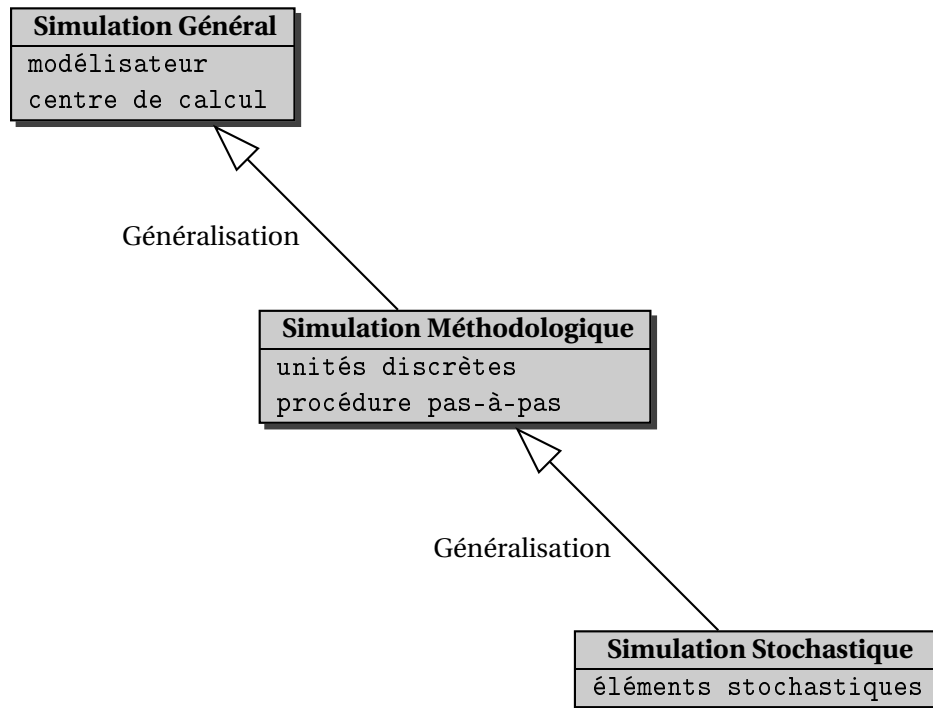 Simulation Général
modélisateur
centre de calcul
Généralisation
Simulation Méthodologique
unités discrètes
procédure pas-à-pas
Généralisation
Simulation Stochastique
éléments stochastiques